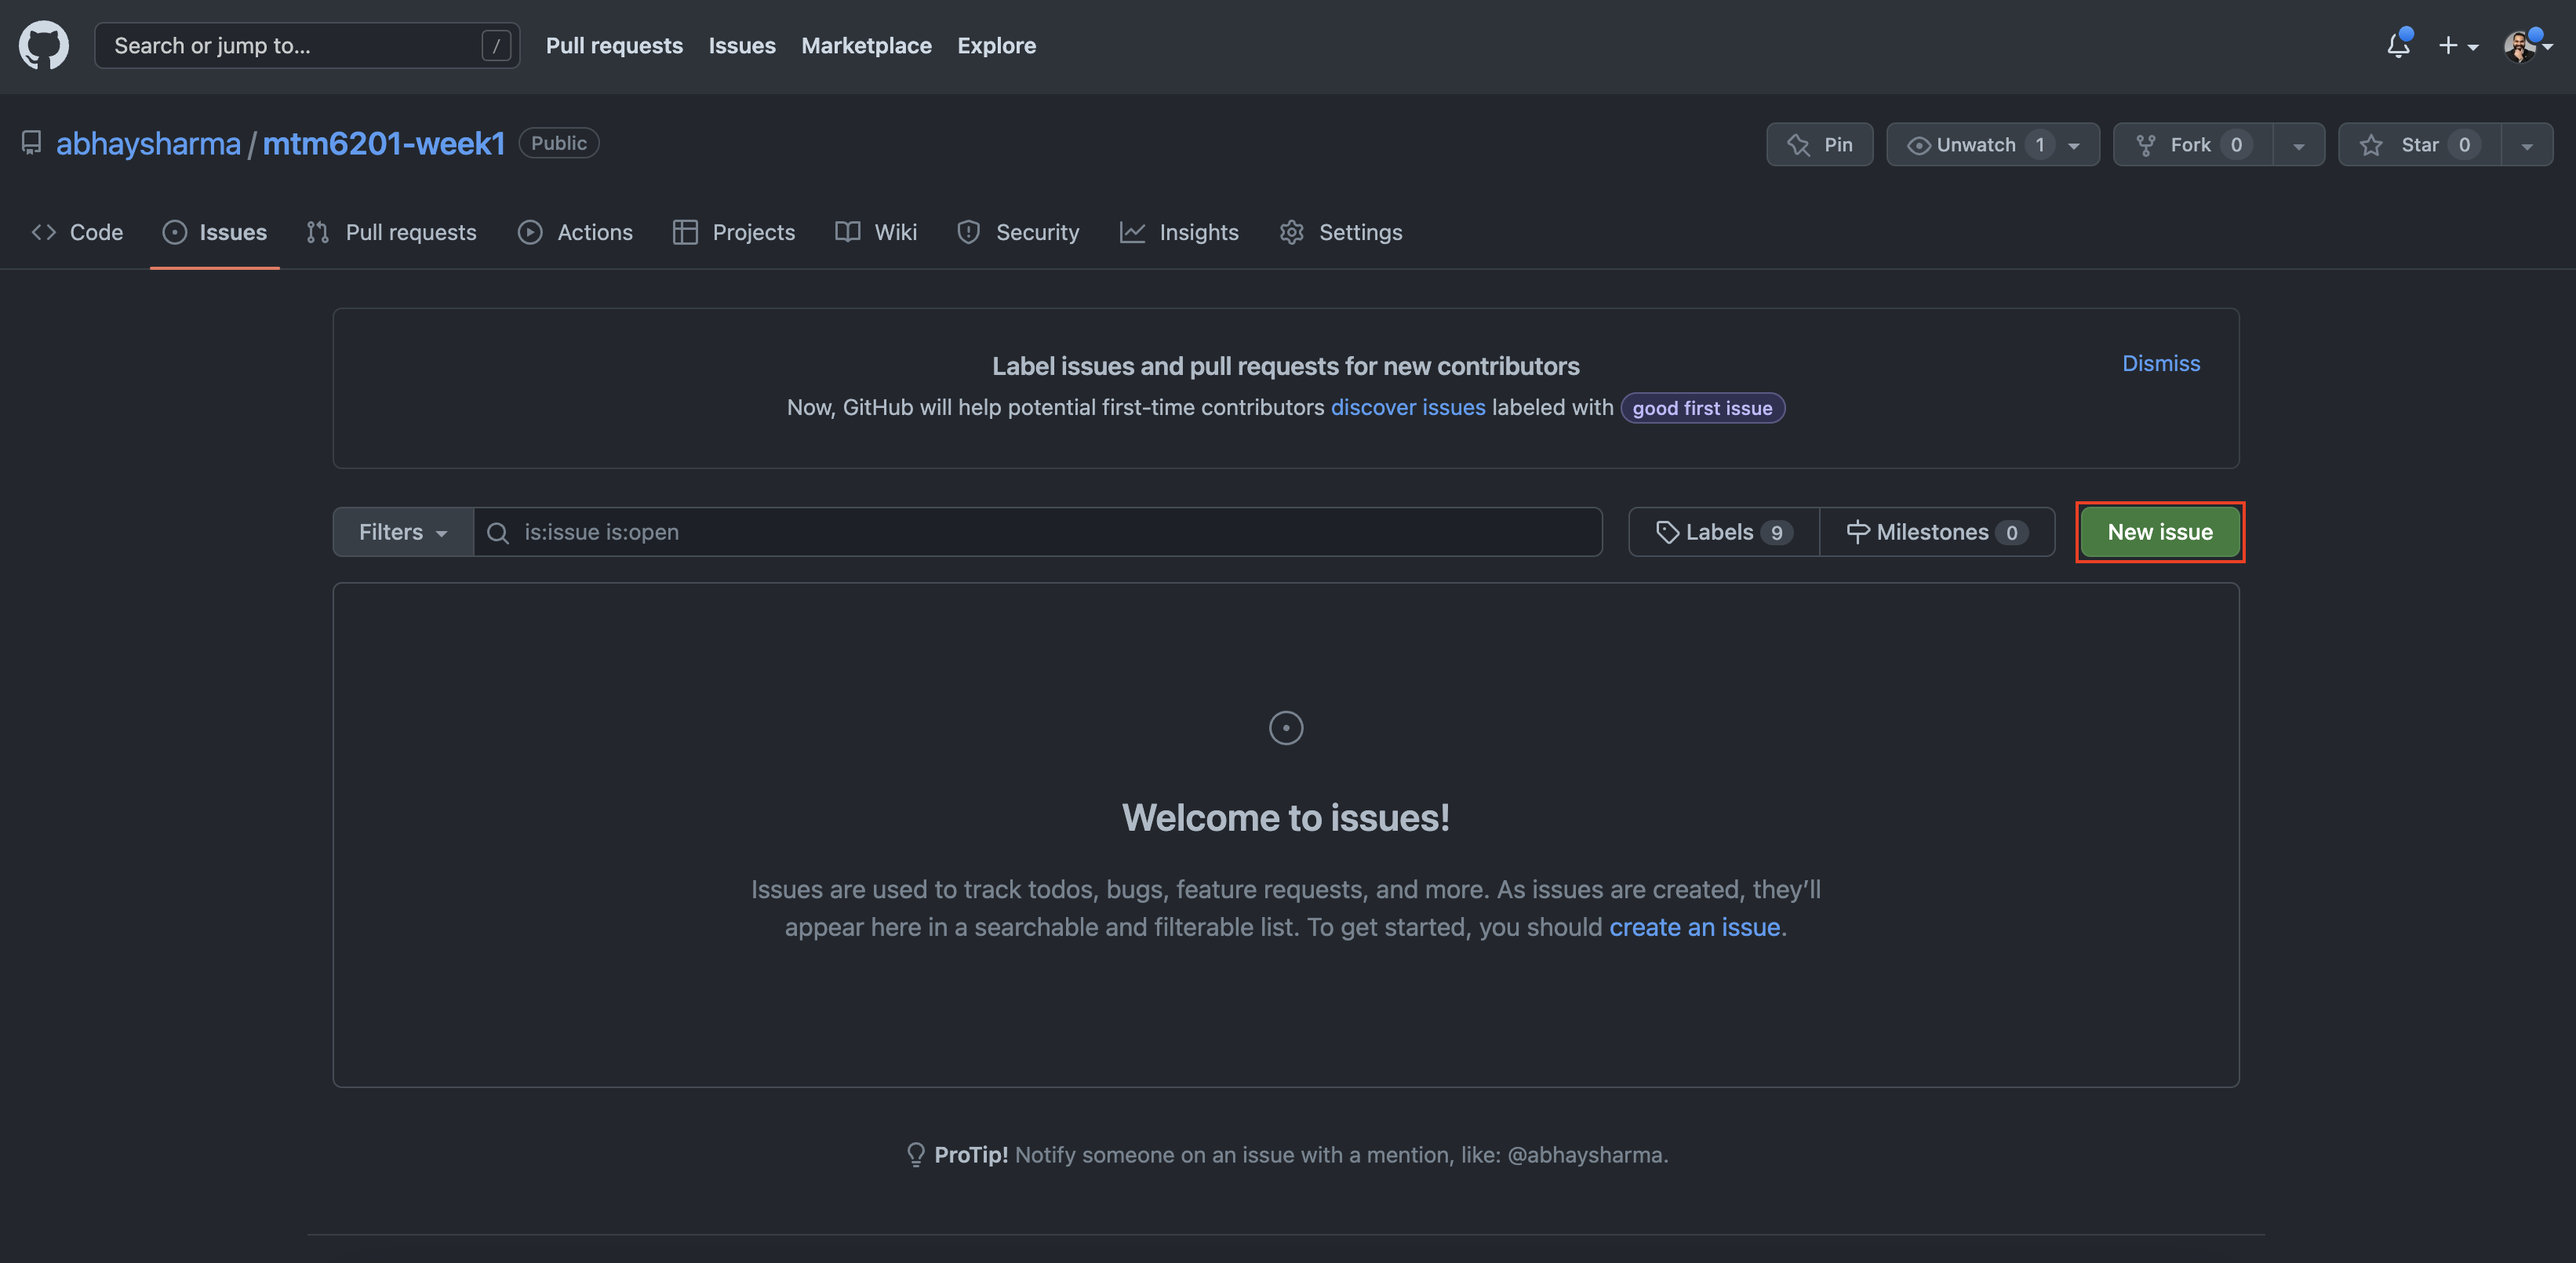 Search or jump to... / Pull requests Issues Marketplace Explore
abhaysharma / mtm6201-week1 Public Pin Unwatch 1 Fork 0 Star 0
Code Issues Pull requests Actions Projects Wiki Security Insights Settings
Label issues and pull requests for new contributors Dismiss
Now, GitHub will help potential first-time contributors discover issues labeled with good first issue
Filters is:issue is:open Labels 9 Milestones 0 New issue
Welcome to issues!
Issues are used to track todos, bugs, feature requests, and more. As issues are created, they’ll
appear here in a searchable and filterable list. To get started, you should create an issue.
ProTip! Notify someone on an issue with a mention, like: @abhaysharma.